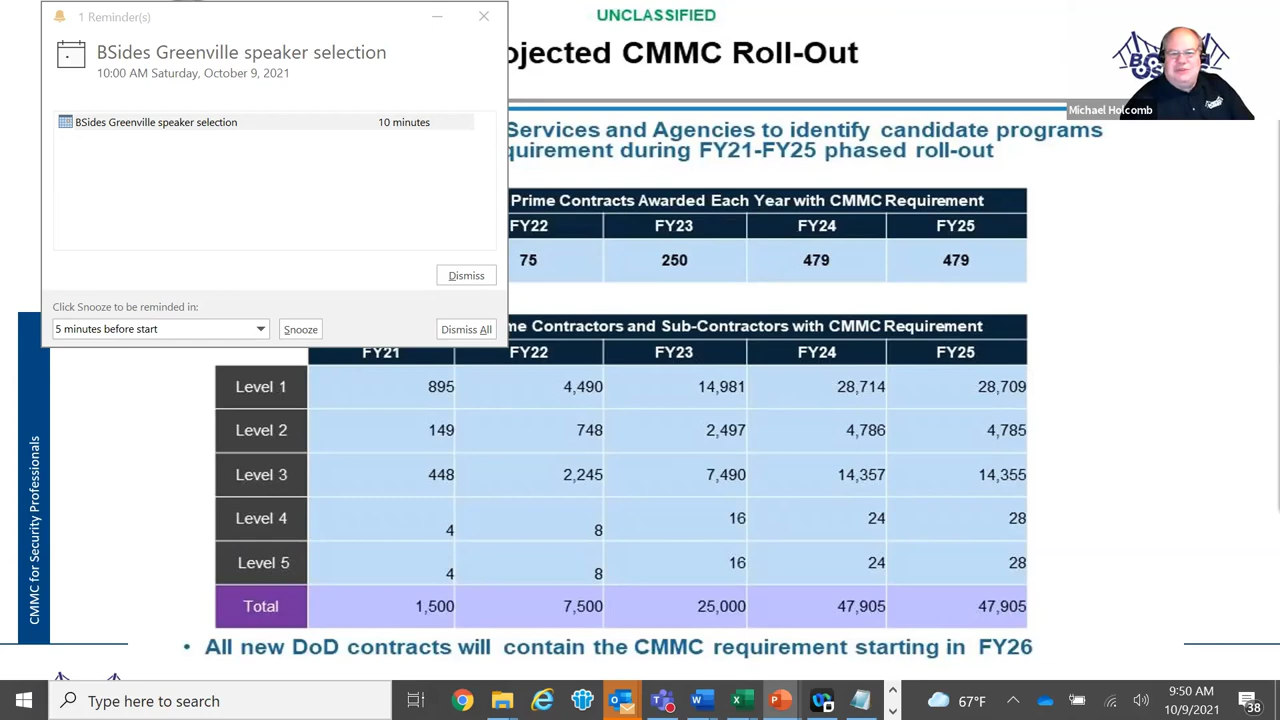 1 Reminder(s)
BSides Greenville speaker selection
10:00 AM Saturday, October 9, 2021
BSides Greenville speaker selection 10 minutes
Dismiss
Click Snooze to be reminded in:
5 minutes before start Snooze Dismiss All
UNCLASSIFIED
ojected CMMC Roll-Out
Michael Holcomb
Services and Agencies to identify candidate programs
quirement during FY21-FY25 phased roll-out
Prime Contracts Awarded Each Year with CMMC Requirement
FY22 FY23 FY24 FY25
75 250 479 479
me Contractors and Sub-Contractors with CMMC Requirement
FY21 FY22 FY23 FY24 FY25
Level 1 895 4,490 14,981 28,714 28,709
Level 2 149 748 2,497 4,786 4,785
Level 3 448 2,245 7,490 14,357 14,355
Level 4 4 8 16 24 28
Level 5 4 8 16 24 28
Total 1,500 7,500 25,000 47,905 47,905
• All new DoD contracts will contain the CMMC requirement starting in FY26
CMMC for Security Professionals
Type here to search
67°F
9:50 AM
10/9/2021
38